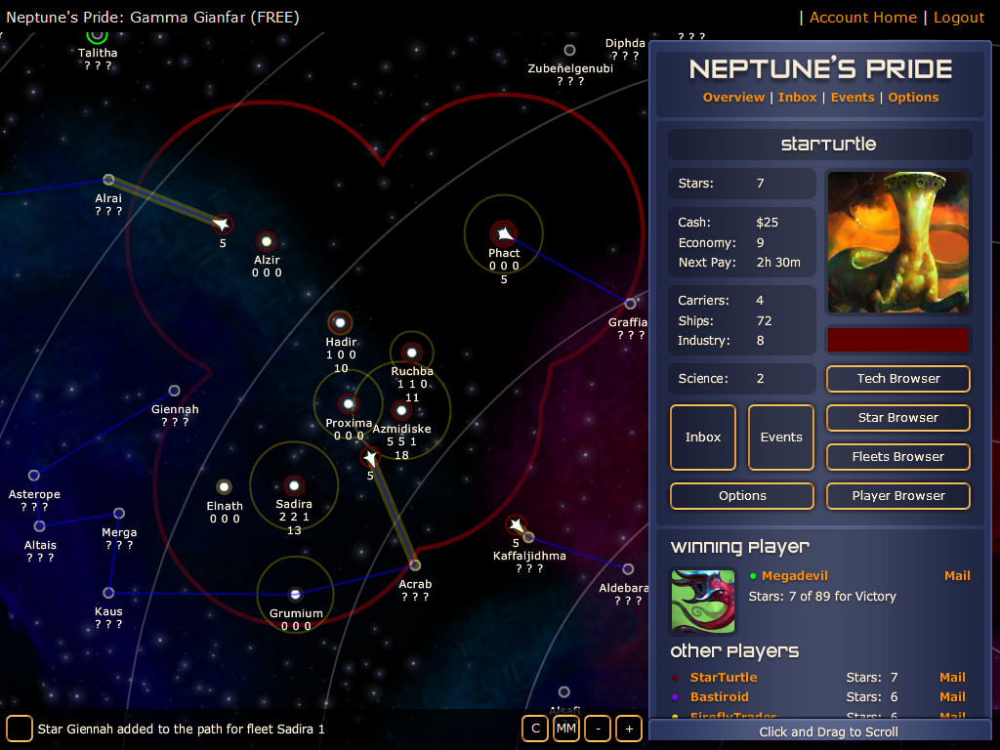 Neptune's Pride: Gamma Gianfar (FREE)
| Account Home | Logout
Talitha
? ? ?
Zubenelgenubi
? ? ?
Diphda
? ? ?
? ? ?
Alrai
? ? ?
5
Alzir
0 0 0
Phact
0 0 0
5
Graffia
? ? ?
Hadir
1 0 0
10
Ruchba
1 1 0
11
Giennah
? ? ?
Proxima
0 0 0
Azmidiske
5 5 1
18
5
Asterope
? ? ?
Elnath
0 0 0
Sadira
2 2 1
13
Altais
? ? ?
Merga
? ? ?
5
Kaffaljidhma
? ? ?
Acrab
? ? ?
Aldebara
? ? ?
Kaus
? ? ?
Grumium
0 0 0
Alsafi
Star Giennah added to the path for fleet Sadira 1
C MM - +
NEPTUNE'S PRIDE
Overview | Inbox | Events | Options
StarTurtle
Stars: 7
Cash: $25
Economy: 9
Next Pay: 2h 30m
Carriers: 4
Ships: 72
Industry: 8
Science: 2
Tech Browser
Inbox
Events
Star Browser
Fleets Browser
Options
Player Browser
Winning Player
Megadevil Mail
Stars: 7 of 89 for Victory
Other Players
StarTurtle Stars: 7 Mail
Bastiroid Stars: 6 Mail
FireflyTrader Stars: 6 Mail
Click and Drag to Scroll